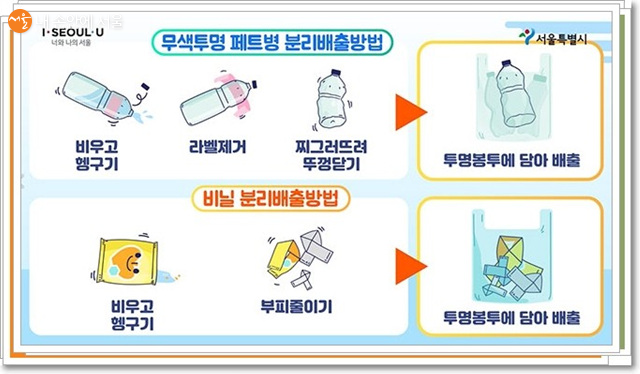 내 손안에 서울
I·SEOUL·U
너와 나의 서울
무색투명 페트병 분리배출방법
서울특별시
비우고
헹구기
라벨제거
찌그러뜨려
뚜껑닫기
투명봉투에 담아 배출
비닐 분리배출방법
비우고
헹구기
부피줄이기
투명봉투에 담아 배출